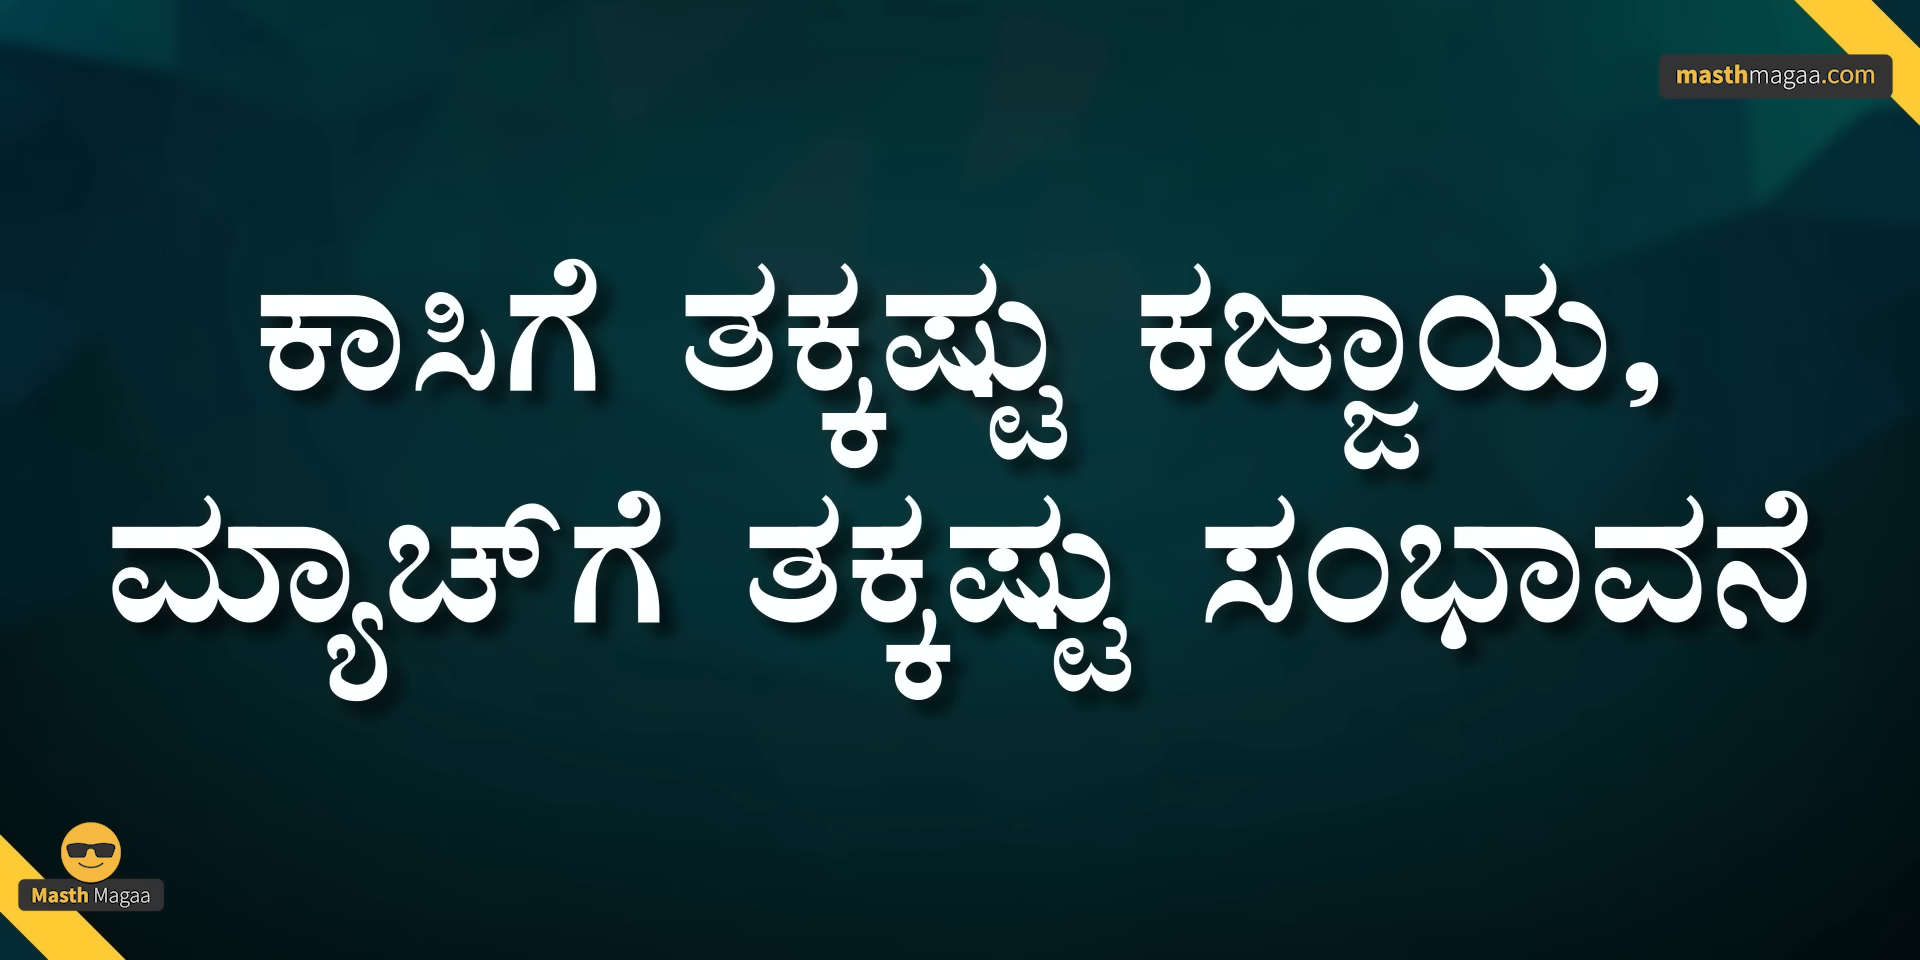 masthmagaa.com
ಕಾಸಿಗೆ ತಕ್ಕಷ್ಟು ಕಜ್ಜಾಯ,
ಮ್ಯಾಚ್‌ಗೆ ತಕ್ಕಷ್ಟು ಸಂಭಾವನೆ
Masth Magaa